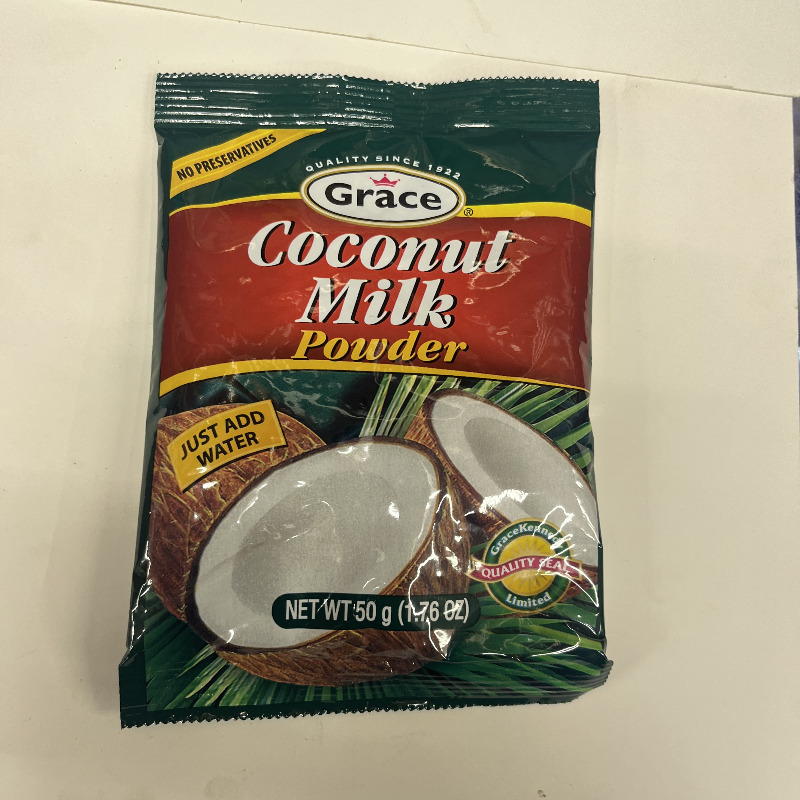 NO PRESERVATIVES
QUALITY SINCE 1922
Grace
®
Coconut
Milk
Powder
JUST ADD
WATER
GraceKennedy
QUALITY SEAL
Limited
NET WT 50 g (1.76 OZ)